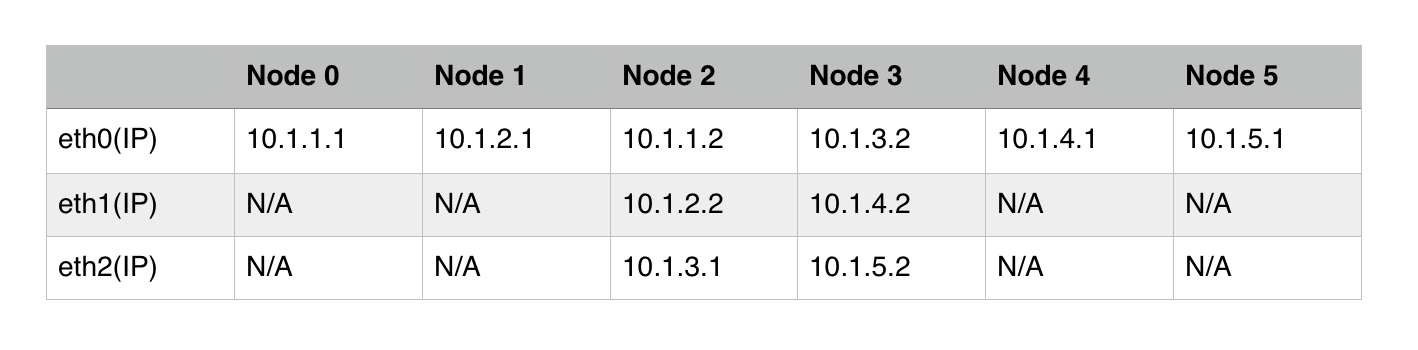 Node 0 Node 1 Node 2 Node 3 Node 4 Node 5
eth0(IP) 10.1.1.1 10.1.2.1 10.1.1.2 10.1.3.2 10.1.4.1 10.1.5.1
eth1(IP) N/A N/A 10.1.2.2 10.1.4.2 N/A N/A
eth2(IP) N/A N/A 10.1.3.1 10.1.5.2 N/A N/A